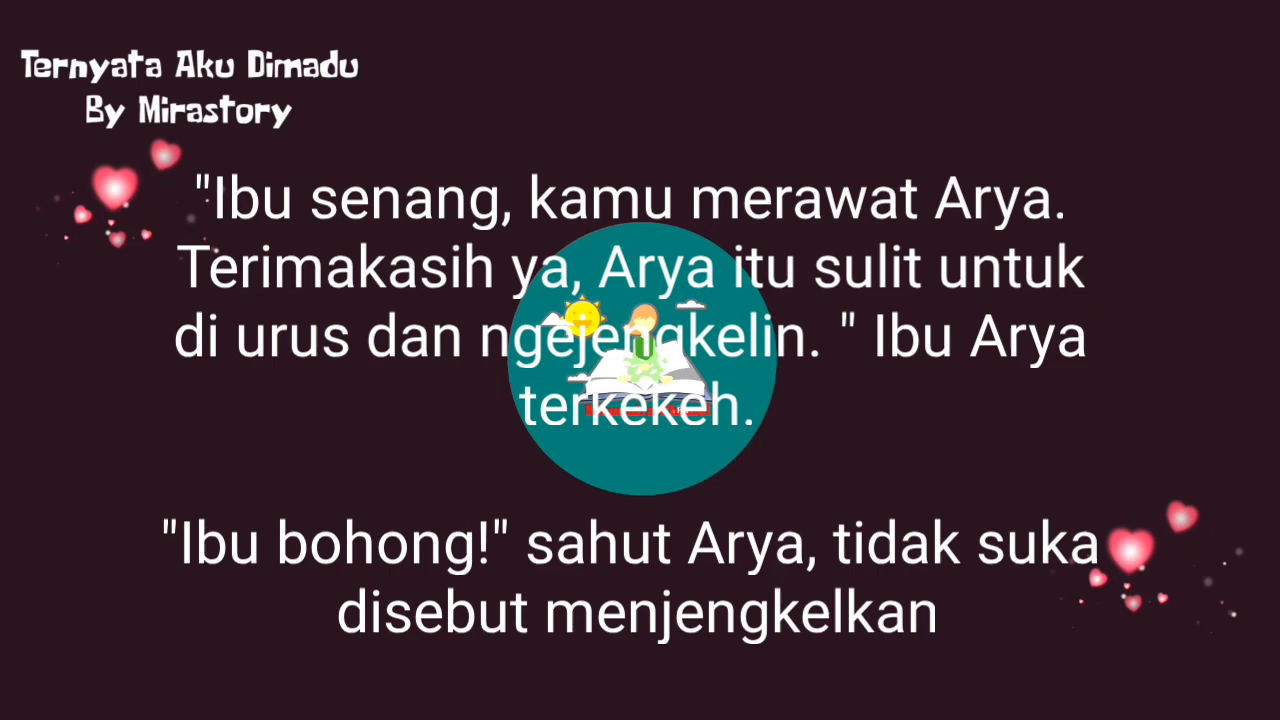 Ternyata Aku Dimadu
By Mirastory
"Ibu senang, kamu merawat Arya.
Terimakasih ya, Arya itu sulit untuk
di urus dan ngejengkelin. " Ibu Arya
terkekeh.
"Ibu bohong!" sahut Arya, tidak suka
disebut menjengkelkan